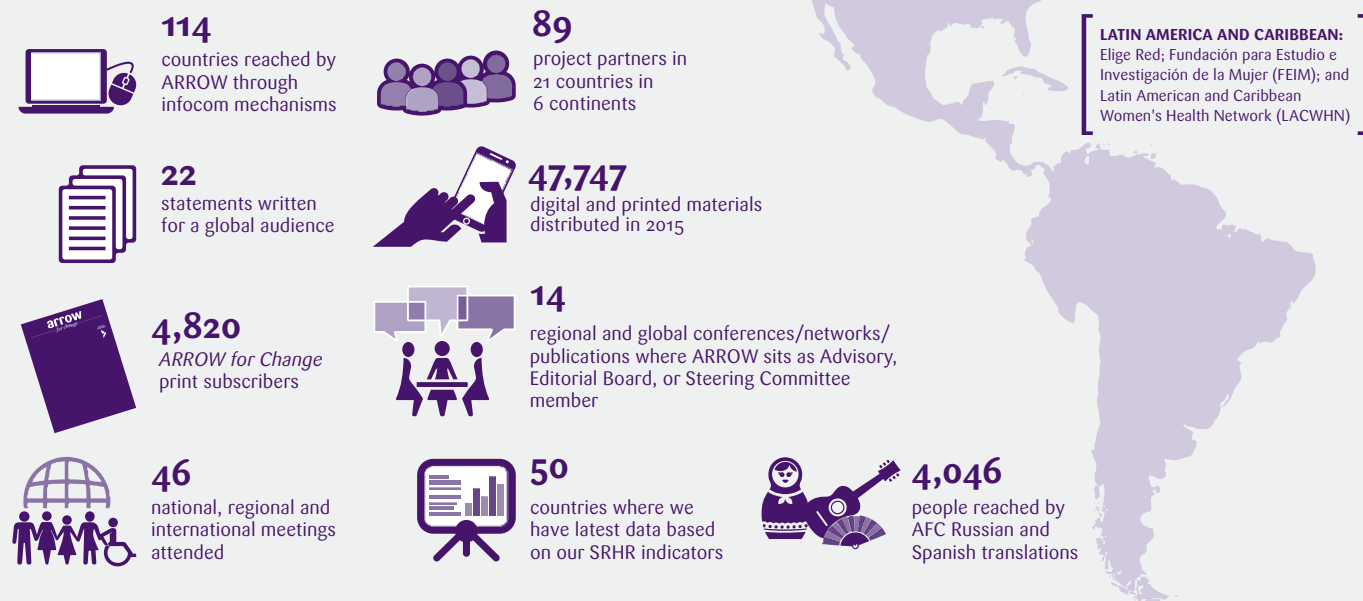 114
countries reached by
ARROW through
infocom mechanisms
89
project partners in
21 countries in
6 continents
LATIN AMERICA AND CARIBBEAN:
Elige Red; Fundación para Estudio e
Investigación de la Mujer (FEIM); and
Latin American and Caribbean
Women's Health Network (LACWHN)
22
statements written
for a global audience
47,747
digital and printed materials
distributed in 2015
arrow
for change
4,820
ARROW for Change
print subscribers
14
regional and global conferences/networks/
publications where ARROW sits as Advisory,
Editorial Board, or Steering Committee
member
46
national, regional and
international meetings
attended
50
countries where we
have latest data based
on our SRHR indicators
4,046
people reached by
AFC Russian and
Spanish translations